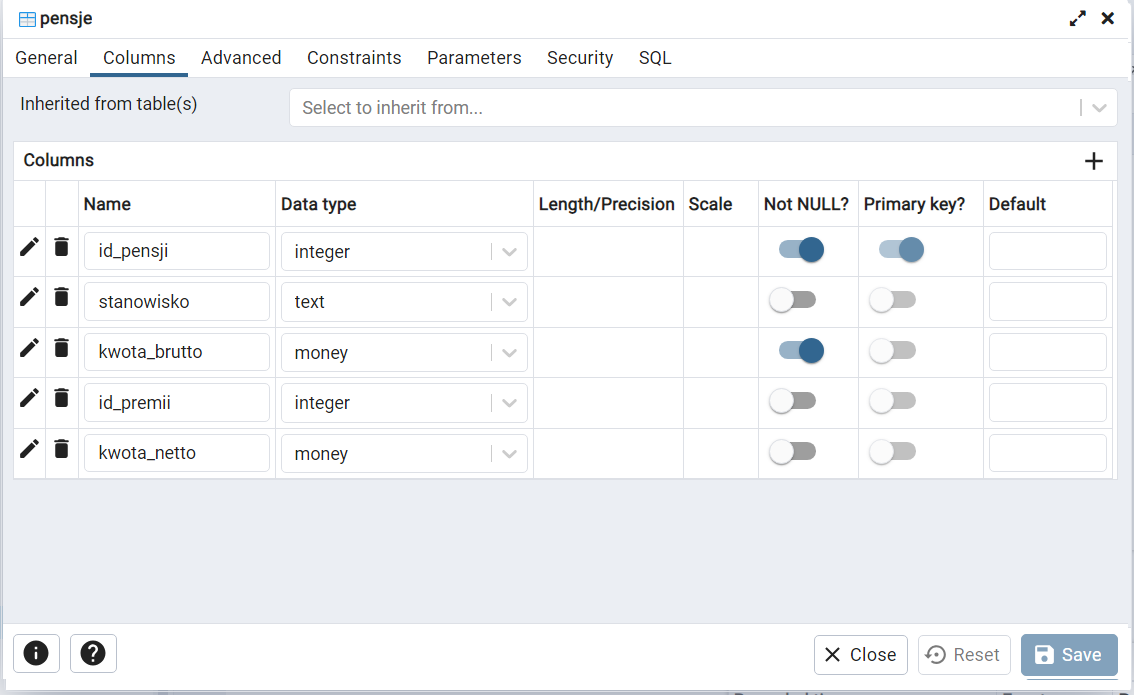 pensje
General Columns Advanced Constraints Parameters Security SQL
Inherited from table(s) Select to inherit from...
Columns
Name Data type Length/Precision Scale Not NULL? Primary key? Default
id_pensji integer
stanowisko text
kwota_brutto money
id_premii integer
kwota_netto money
Close Reset Save